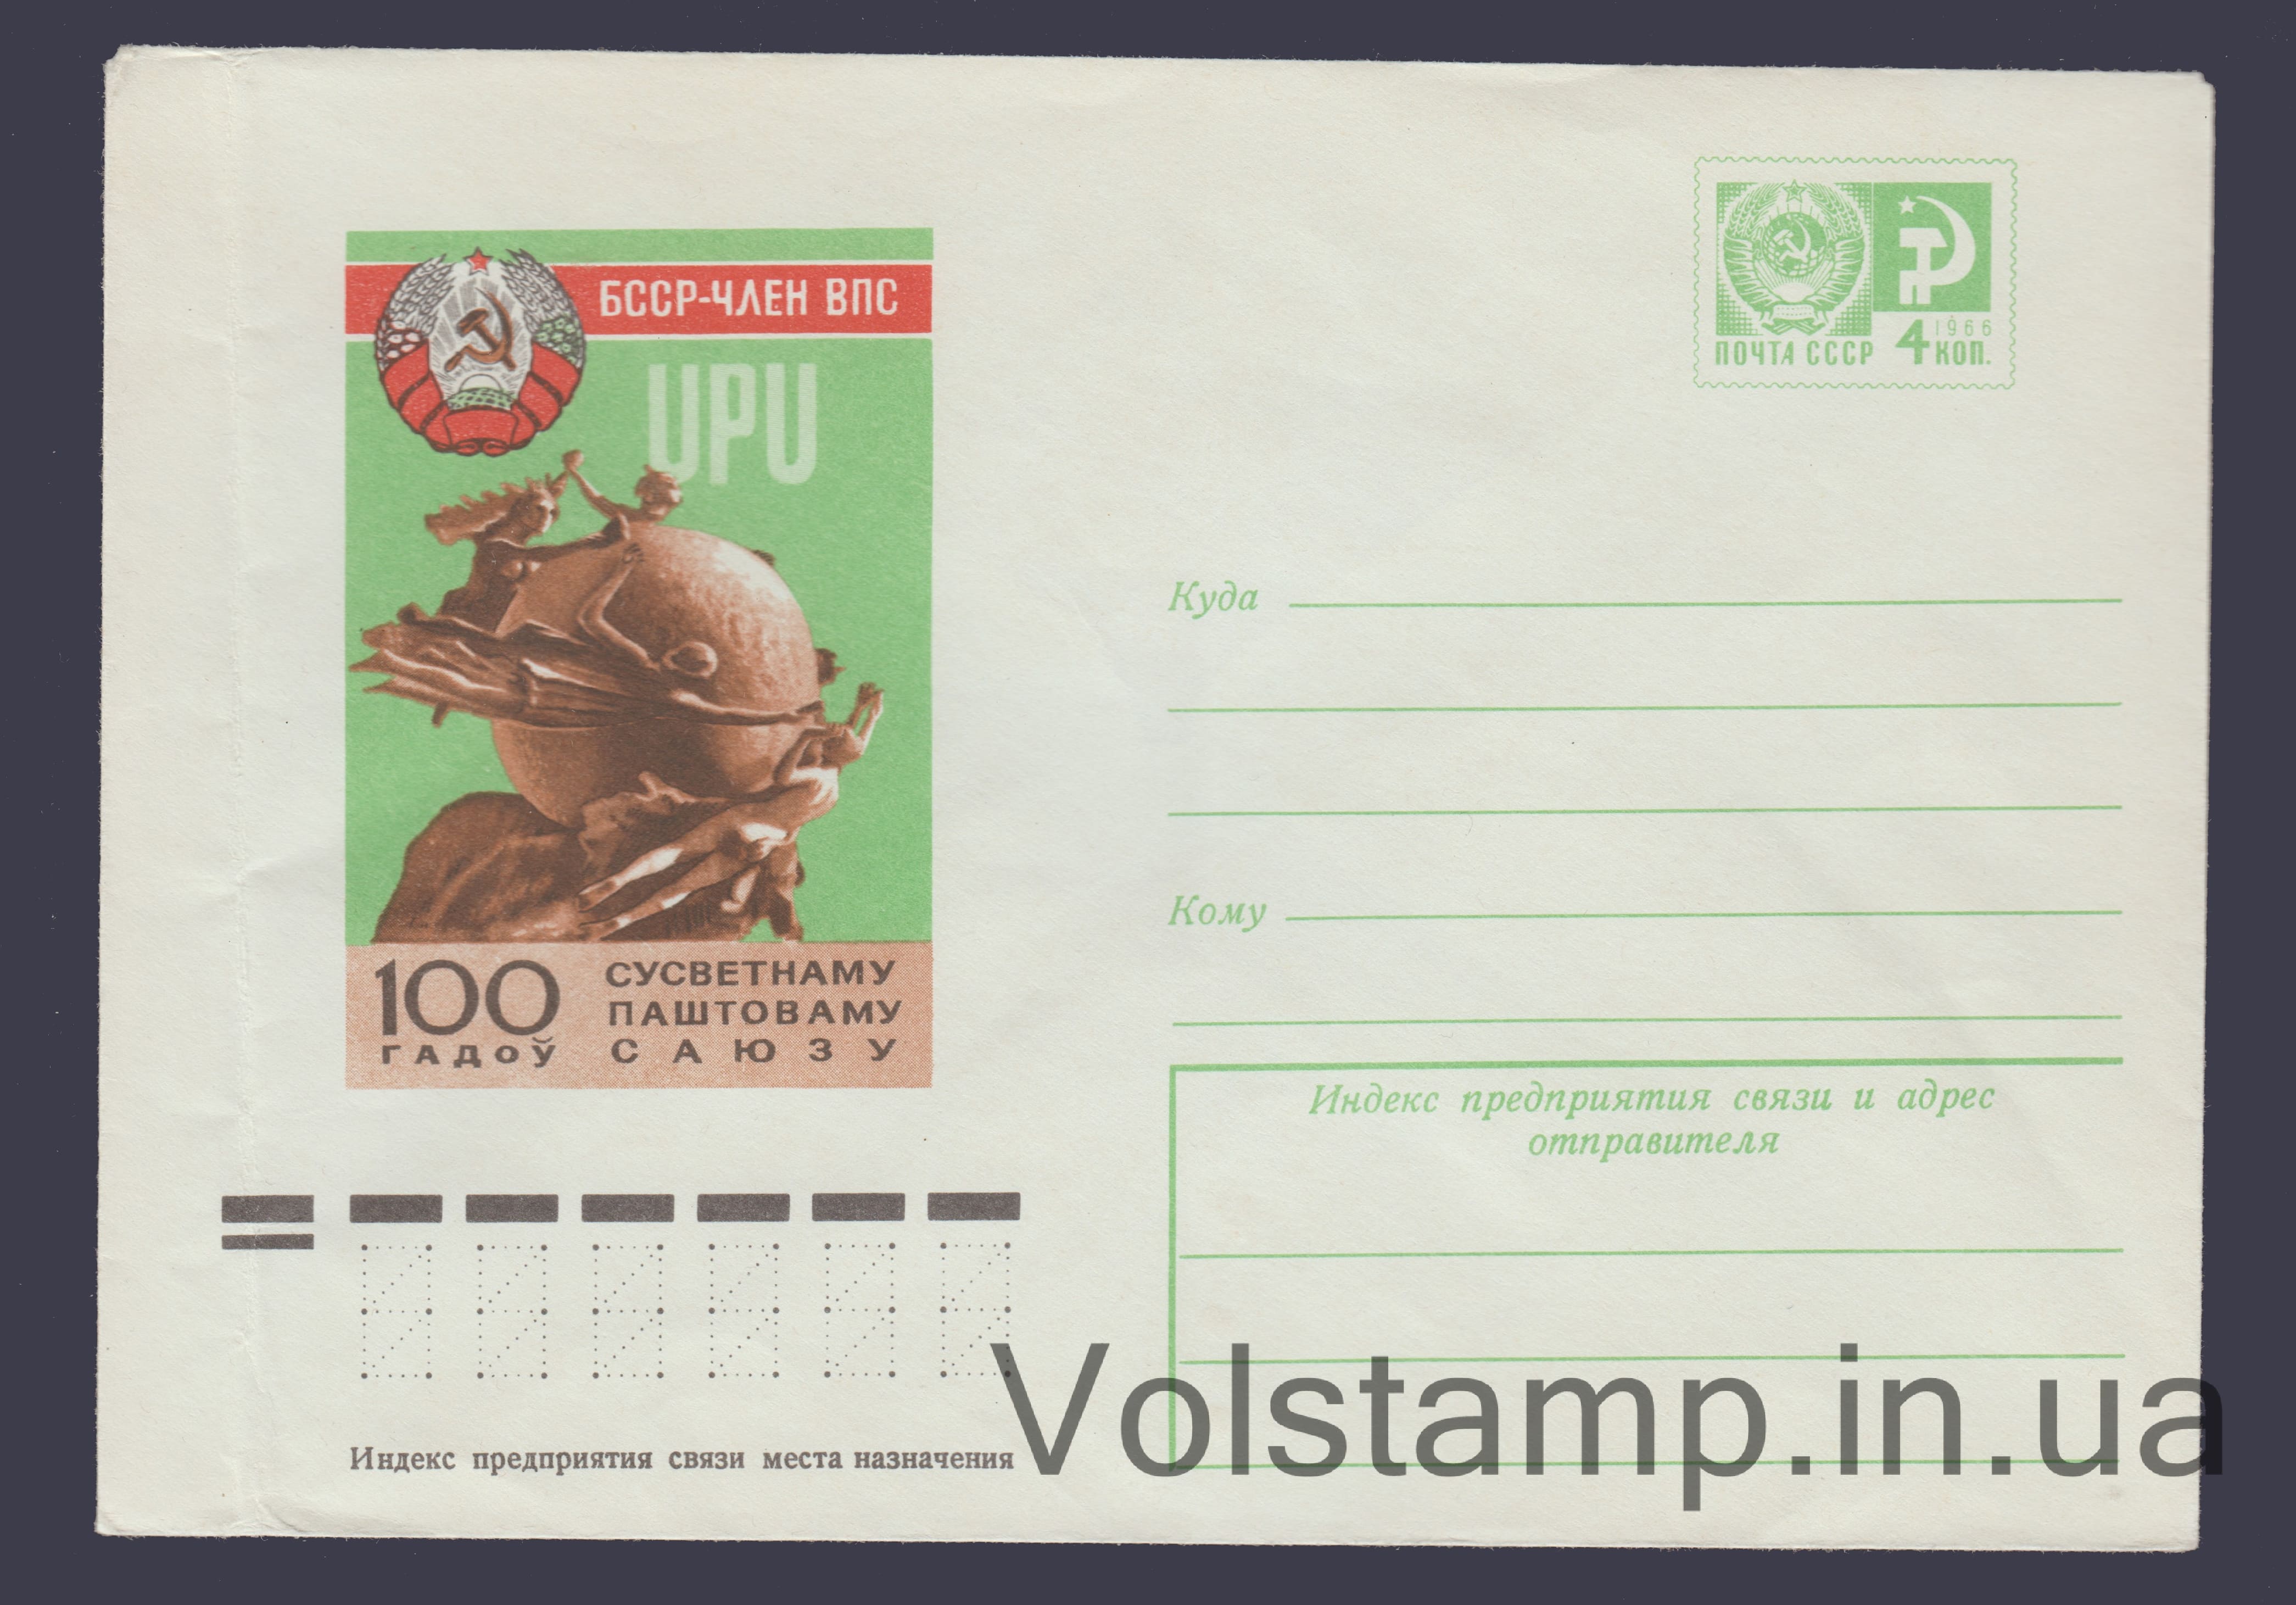 БССР-ЧЛЕН ВПС
UPU
100 ГАДОЎ
СУСВЕТНАМУ
ПАШТОВАМУ
САЮЗУ
1966
ПОЧТА СССР 4 КОП.
Куда
Кому
Индекс предприятия связи и адрес
отправителя
Индекс предприятия связи места назначения
Volstamp.in.ua